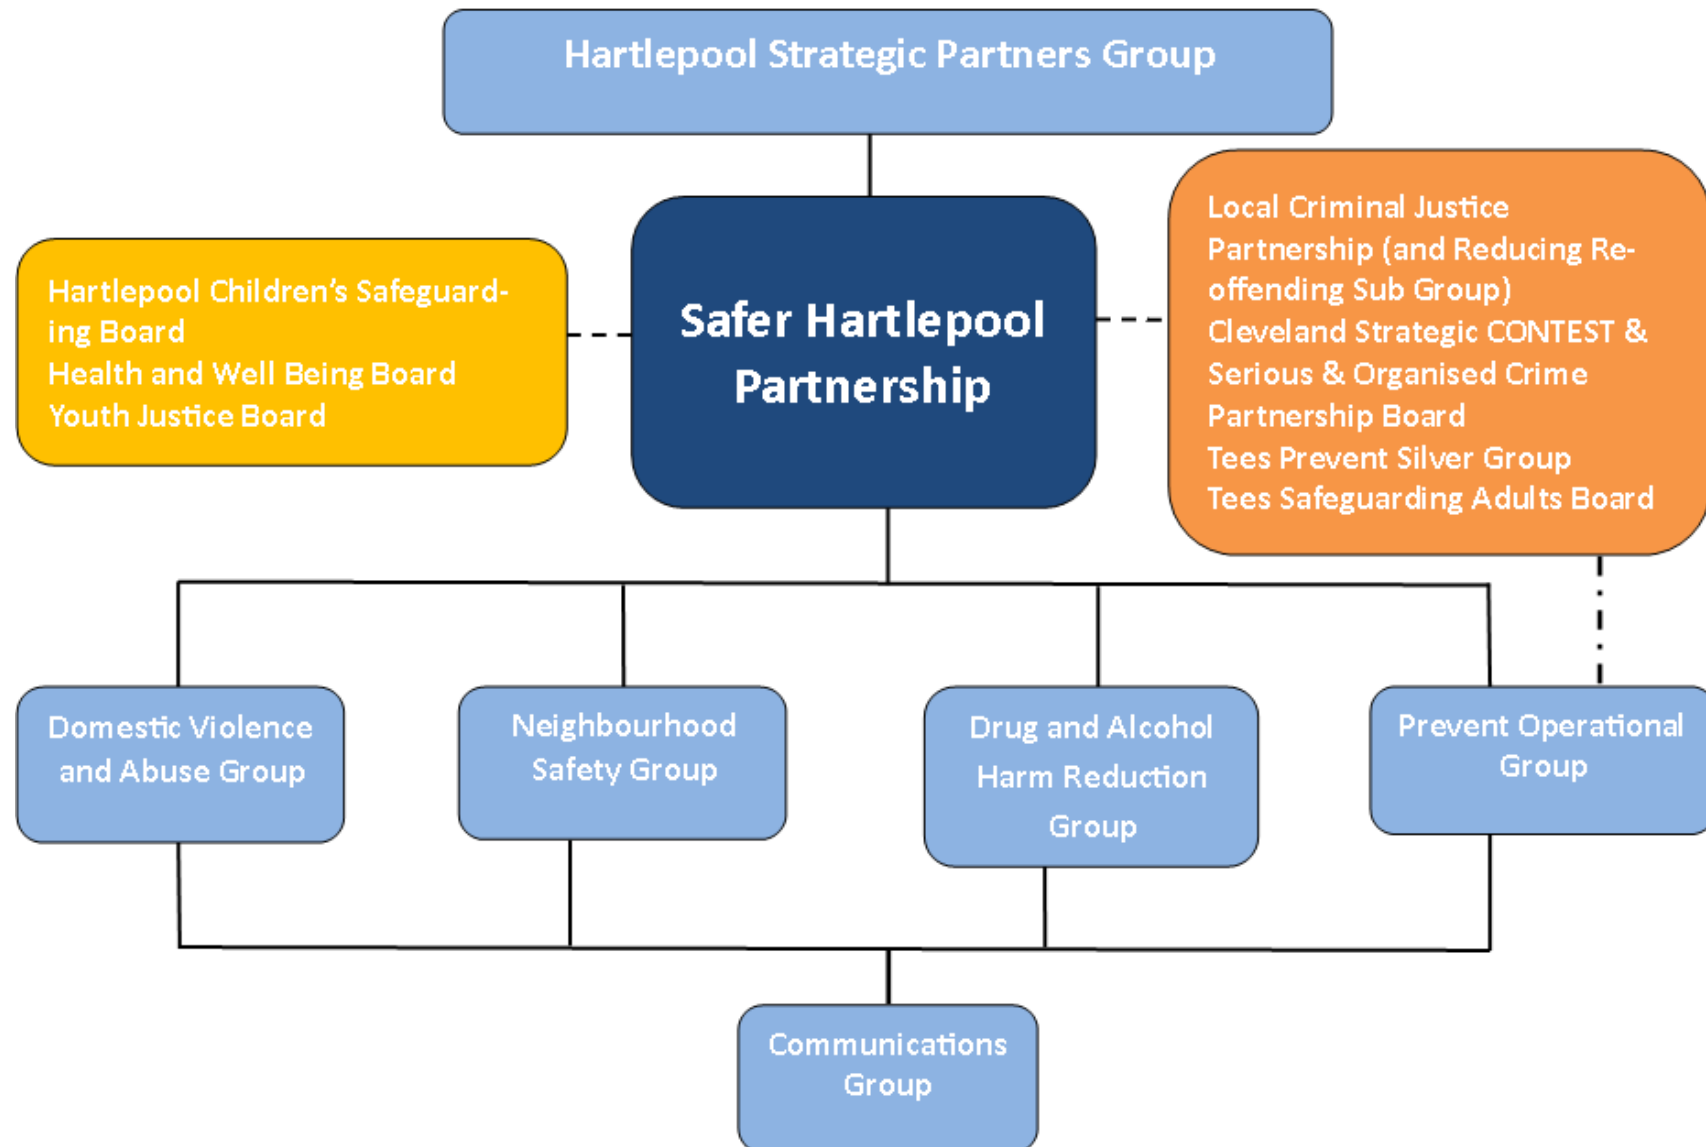 Hartlepool Strategic Partners Group
Hartlepool Children’s Safeguard-
ing Board
Health and Well Being Board
Youth Justice Board
Safer Hartlepool
Partnership
Local Criminal Justice
Partnership (and Reducing Re-
offending Sub Group)
Cleveland Strategic CONTEST &
Serious & Organised Crime
Partnership Board
Tees Prevent Silver Group
Tees Safeguarding Adults Board
Domestic Violence
and Abuse Group
Neighbourhood
Safety Group
Drug and Alcohol
Harm Reduction
Group
Prevent Operational
Group
Communications
Group